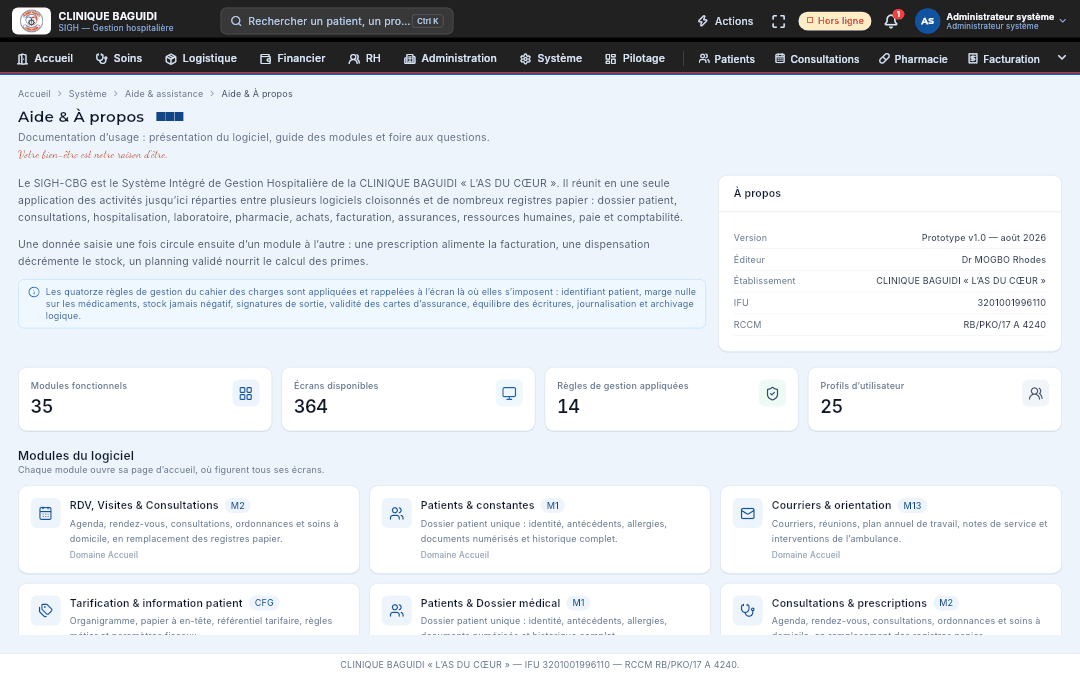 CLINIQUE BAGUIDI
SIGH — Gestion hospitalière
Rechercher un patient, un pro... Ctrl K
Actions
Hors ligne
1
AS
Administrateur système
Administrateur système
Accueil Soins Logistique Financier RH Administration Système Pilotage Patients Consultations Pharmacie Facturation
Accueil > Système > Aide & assistance > Aide & À propos
Aide & À propos
Documentation d'usage : présentation du logiciel, guide des modules et foire aux questions.
Votre bien-être est notre raison d'être.
Le SIGH-CBG est le Système Intégré de Gestion Hospitalière de la CLINIQUE BAGUIDI « L'AS DU CŒUR ». Il réunit en une seule
application des activités jusqu'ici réparties entre plusieurs logiciels cloisonnés et de nombreux registres papier : dossier patient,
consultations, hospitalisation, laboratoire, pharmacie, achats, facturation, assurances, ressources humaines, paie et comptabilité.
Une donnée saisie une fois circule ensuite d'un module à l'autre : une prescription alimente la facturation, une dispensation
décrémente le stock, un planning validé nourrit le calcul des primes.
Les quatorze règles de gestion du cahier des charges sont appliquées et rappelées à l'écran là où elles s'imposent : identifiant patient, marge nulle
sur les médicaments, stock jamais négatif, signatures de sortie, validité des cartes d'assurance, équilibre des écritures, journalisation et archivage
logique.
À propos
Version Prototype v1.0 — août 2026
Éditeur Dr MOGBO Rhodes
Établissement CLINIQUE BAGUIDI « L'AS DU CŒUR »
IFU 3201001996110
RCCM RB/PKO/17 A 4240
Modules fonctionnels
35
Écrans disponibles
364
Règles de gestion appliquées
14
Profils d'utilisateur
25
Modules du logiciel
Chaque module ouvre sa page d'accueil, où figurent tous ses écrans.
RDV, Visites & Consultations M2
Agenda, rendez-vous, consultations, ordonnances et soins à
domicile, en remplacement des registres papier.
Domaine Accueil
Patients & constantes M1
Dossier patient unique : identité, antécédents, allergies,
documents numérisés et historique complet.
Domaine Accueil
Courriers & orientation M13
Courriers, réunions, plan annuel de travail, notes de service et
interventions de l'ambulance.
Domaine Accueil
Tarification & information patient CFG
Organigramme, papier à en-tête, référentiel tarifaire, règles
Patients & Dossier médical M1
Dossier patient unique : identité, antécédents, allergies,
documents numérisés et historique complet.
Consultations & prescriptions M2
Agenda, rendez-vous, consultations, ordonnances et soins à
domicile, en remplacement des registres papier.
CLINIQUE BAGUIDI « L'AS DU CŒUR » — IFU 3201001996110 — RCCM RB/PKO/17 A 4240.